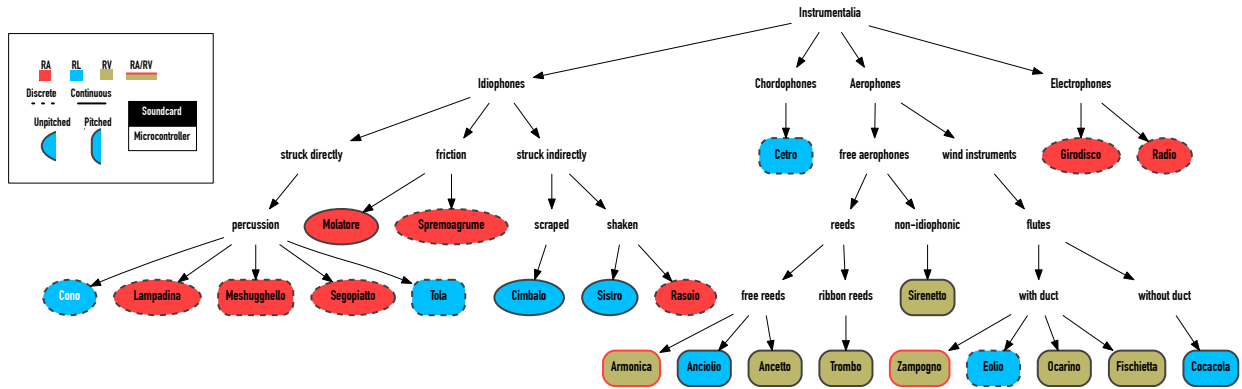 Instrumentalia
RA RL RV RA/RV
Discrete Continuous
Unpitched Pitched
Soundcard
Microcontroller
Idiophones Chordophones Aerophones Electrophones
struck directly friction struck indirectly Cetro free aerophones wind instruments Girodisco Radio
percussion Molatore Spremoagrume scraped shaken reeds non-idiophonic flutes
Cono Lampadina Meshugghello Segopiatto Tola Cimbalo Sistro Rasoio free reeds ribbon reeds Sirenetto with duct without duct
Armonica Anciolio Ancetto Trombo Zampogno Eolio Ocarino Fischietta Cocacola